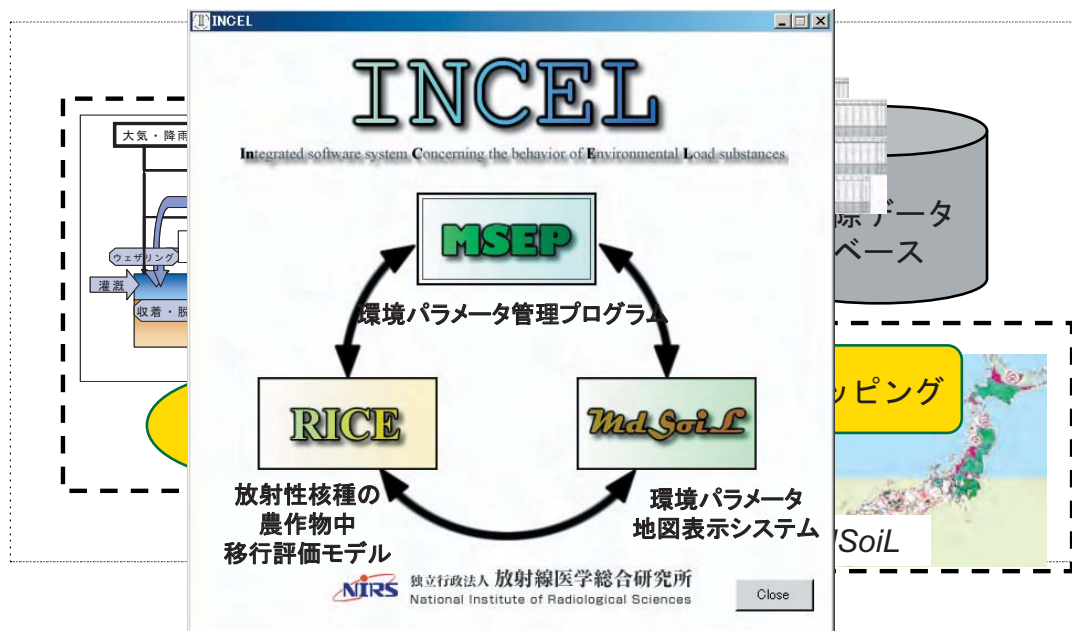 INCEL
INCEL
Integrated software system Concerning the behavior of Environmental Load substances
MSEP
環境パラメータ管理プログラム
RICE
放射性核種の
農作物中
移行評価モデル
MdSoiL
環境パラメータ
地図表示システム
NIRS
独立行政法人 放射線医学総合研究所
National Institute of Radiological Sciences
Close
大気・降雨
ウェザリング
灌漑
収着・脱
データ
ベース
ッピング
SoiL